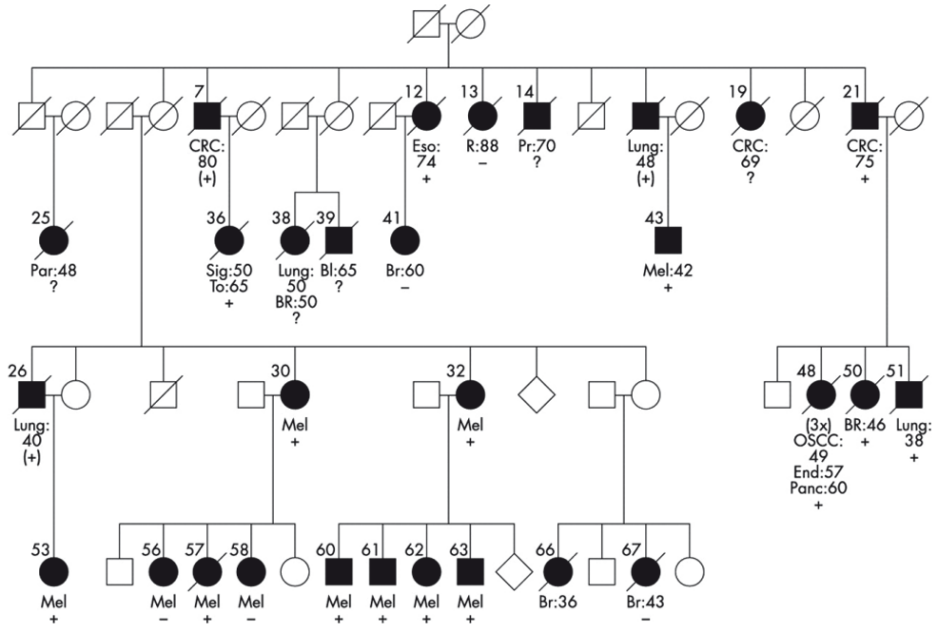 7
12
13
14
19
21
CRC:
80
(+)
Eso:
74
+
R:88
–
Pr:70
?
Lung:
48
(+)
CRC:
69
?
CRC:
75
+
25
36
38
39
41
43
Par:48
?
Sig:50
To:65
+
Lung:
50
BR:50
?
Bl:65
?
Br:60
–
Mel:42
+
26
30
32
48
50
51
Lung:
40
(+)
Mel
+
Mel
+
(3x)
OSCC:
49
End:57
Panc:60
+
BR:46
+
Lung:
38
+
53
56
57
58
60
61
62
63
66
67
Mel
+
Mel
–
Mel
+
Mel
–
Mel
+
Mel
+
Mel
+
Mel
+
Br:36
Br:43
–